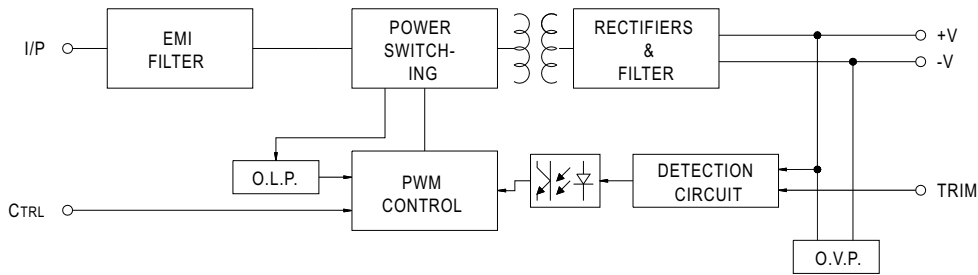 I/P
EMI
FILTER
POWER
SWITCH-
ING
RECTIFIERS
&
FILTER
+V
-V
O.L.P.
PWM
CONTROL
DETECTION
CIRCUIT
TRIM
CTRL
O.V.P.